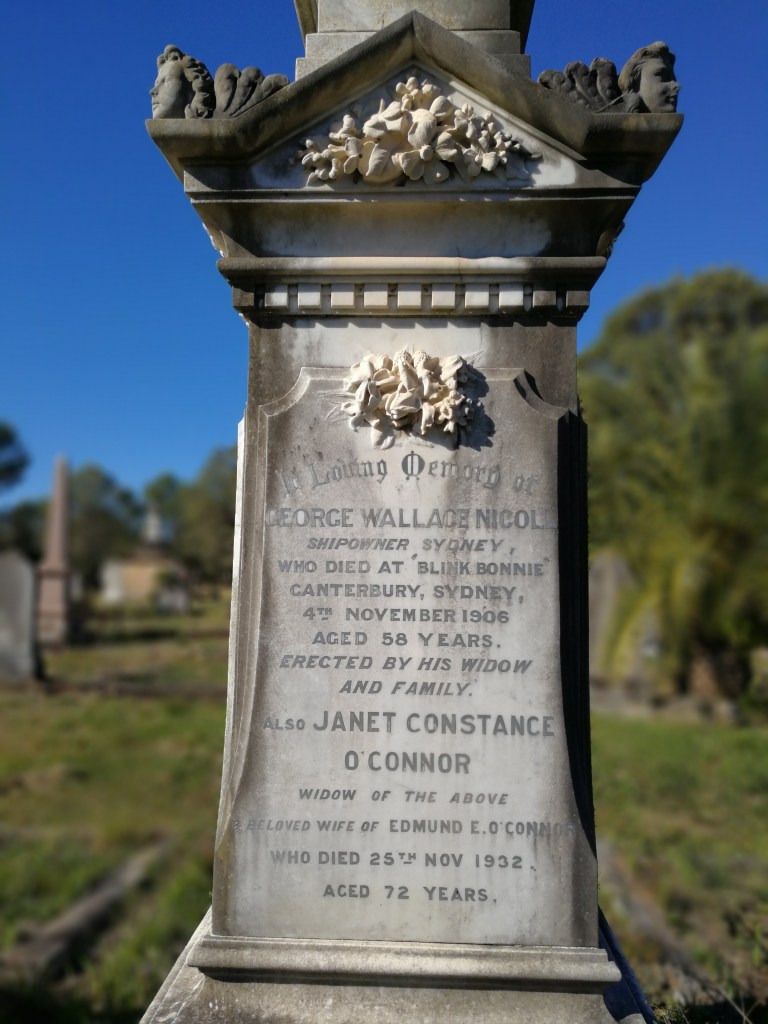 In Loving Memory of
GEORGE WALLACE NICOLL
SHIPOWNER SYDNEY,
WHO DIED AT "BLINK BONNIE"
CANTERBURY, SYDNEY,
4TH NOVEMBER 1906
AGED 58 YEARS.
ERECTED BY HIS WIDOW
AND FAMILY.
ALSO JANET CONSTANCE
O'CONNOR
WIDOW OF THE ABOVE
& BELOVED WIFE OF EDMUND E. O'CONNOR
WHO DIED 25TH NOV 1932.
AGED 72 YEARS.